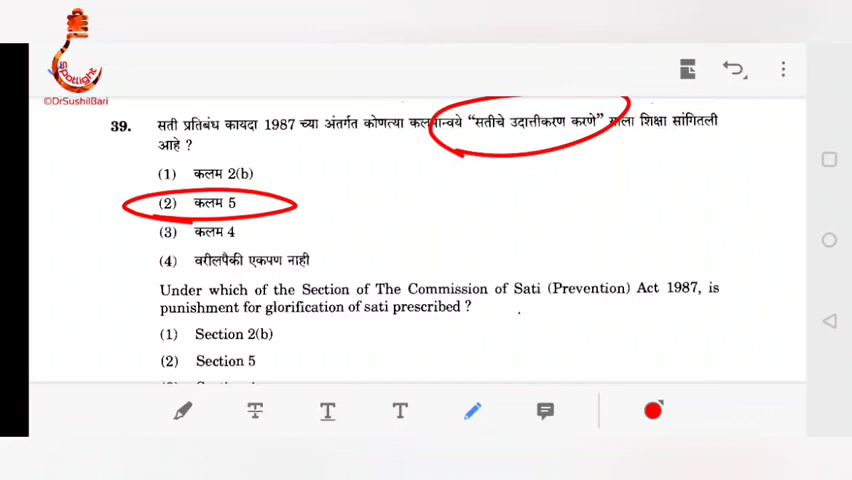 Spotlight
©DrSushilBari
39. सती प्रतिबंध कायदा 1987 च्या अंतर्गत कोणत्या कलमान्वये “सतीचे उदात्तीकरण करणे” याला शिक्षा सांगितली
आहे ?
(1) कलम 2(b)
(2) कलम 5
(3) कलम 4
(4) वरीलपैकी एकपण नाही
Under which of the Section of The Commission of Sati (Prevention) Act 1987, is
punishment for glorification of sati prescribed ?
(1) Section 2(b)
(2) Section 5
T
T
T